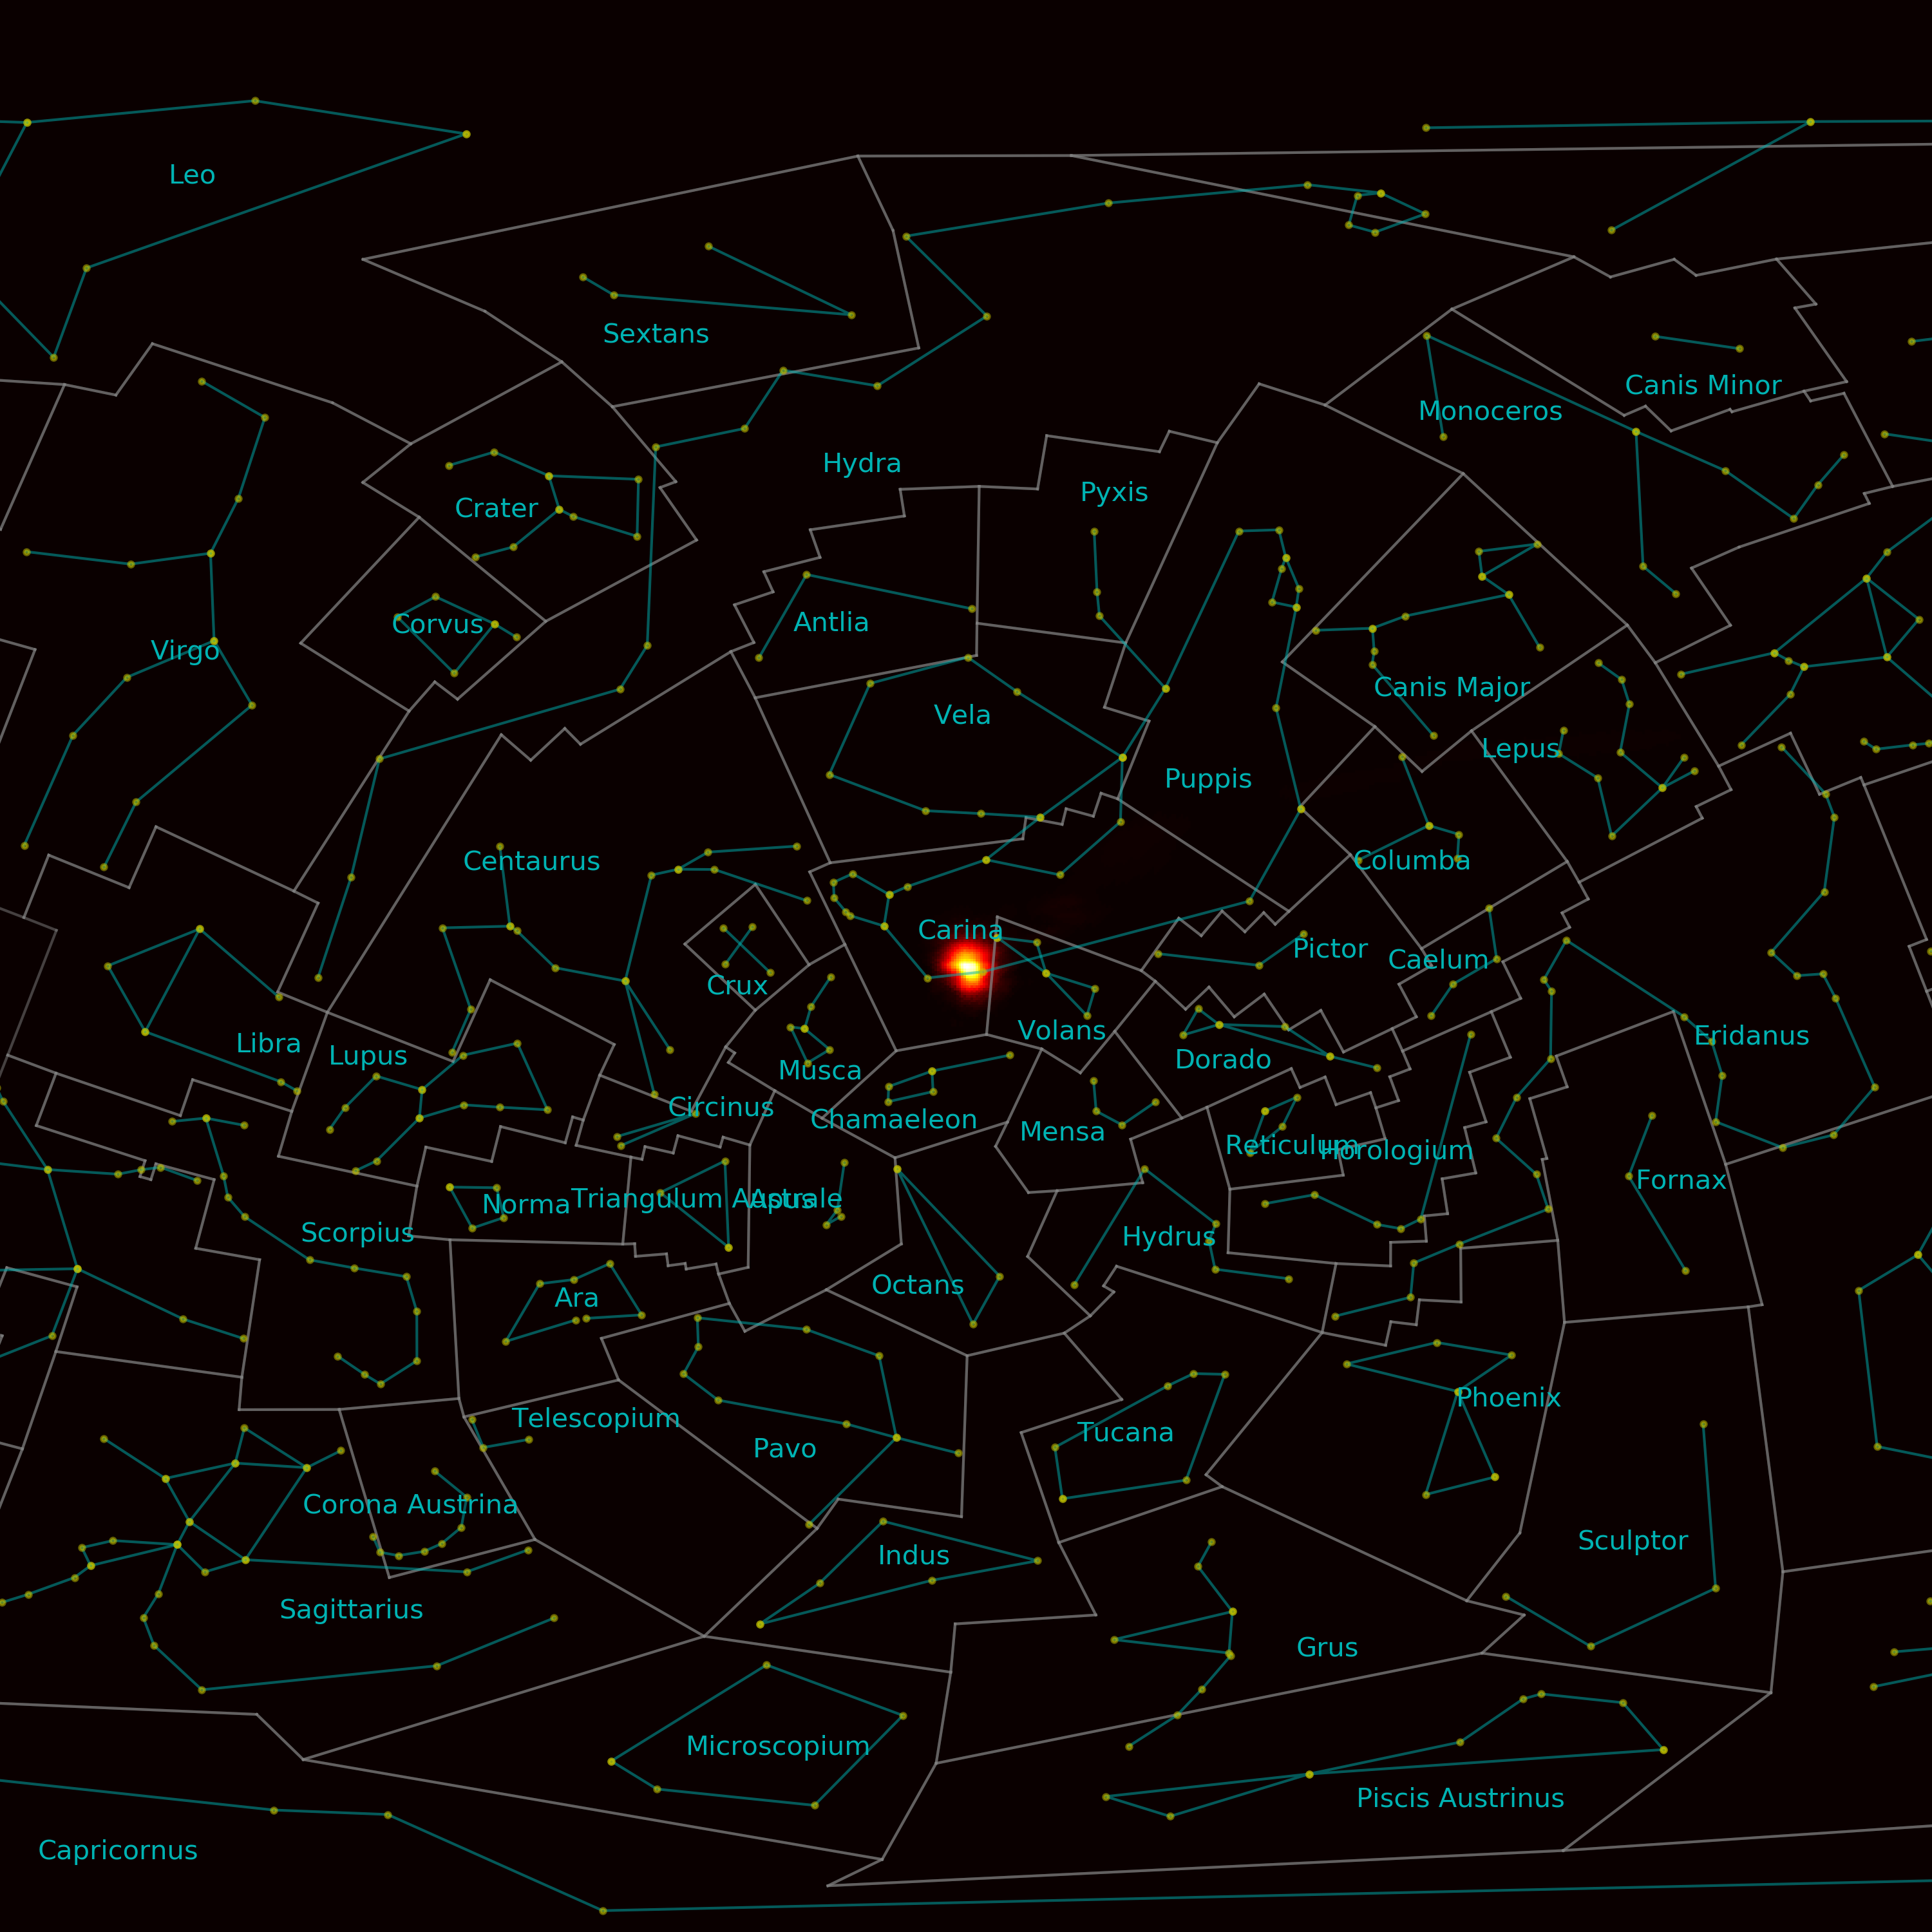 Leo
Sextans
Canis Minor
Monoceros
Hydra
Pyxis
Crater
Antlia
Corvus
Virgo
Canis Major
Vela
Lepus
Puppis
Centaurus
Columba
Carina
Pictor
Caelum
Crux
Volans
Eridanus
Libra
Lupus
Dorado
Musca
Circinus
Chamaeleon
Mensa
Reticulum
Horologium
Fornax
Norma
Triangulum Australe
Apus
Scorpius
Hydrus
Octans
Ara
Phoenix
Telescopium
Tucana
Pavo
Corona Austrina
Sculptor
Indus
Sagittarius
Grus
Microscopium
Piscis Austrinus
Capricornus